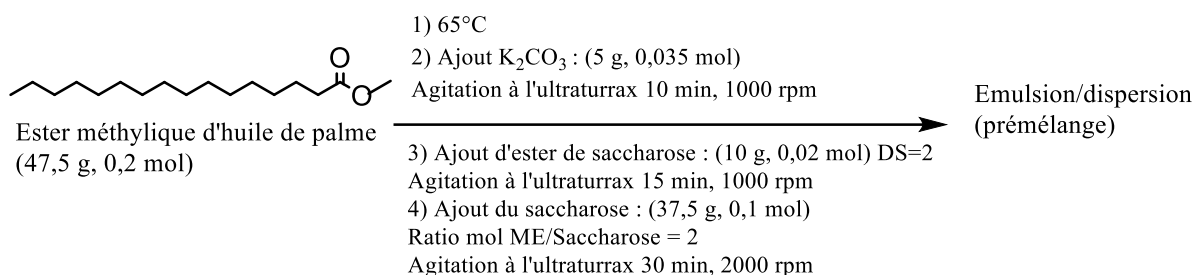 1) 65°C
2) Ajout K₂CO₃ : (5 g, 0,035 mol)
Agitation à l'ultraturrax 10 min, 1000 rpm
O
O
Ester méthylique d'huile de palme
(47,5 g, 0,2 mol)
3) Ajout d'ester de saccharose : (10 g, 0,02 mol) DS=2
Agitation à l'ultraturrax 15 min, 1000 rpm
4) Ajout du saccharose : (37,5 g, 0,1 mol)
Ratio mol ME/Saccharose = 2
Agitation à l'ultraturrax 30 min, 2000 rpm
Emulsion/dispersion
(prémélange)